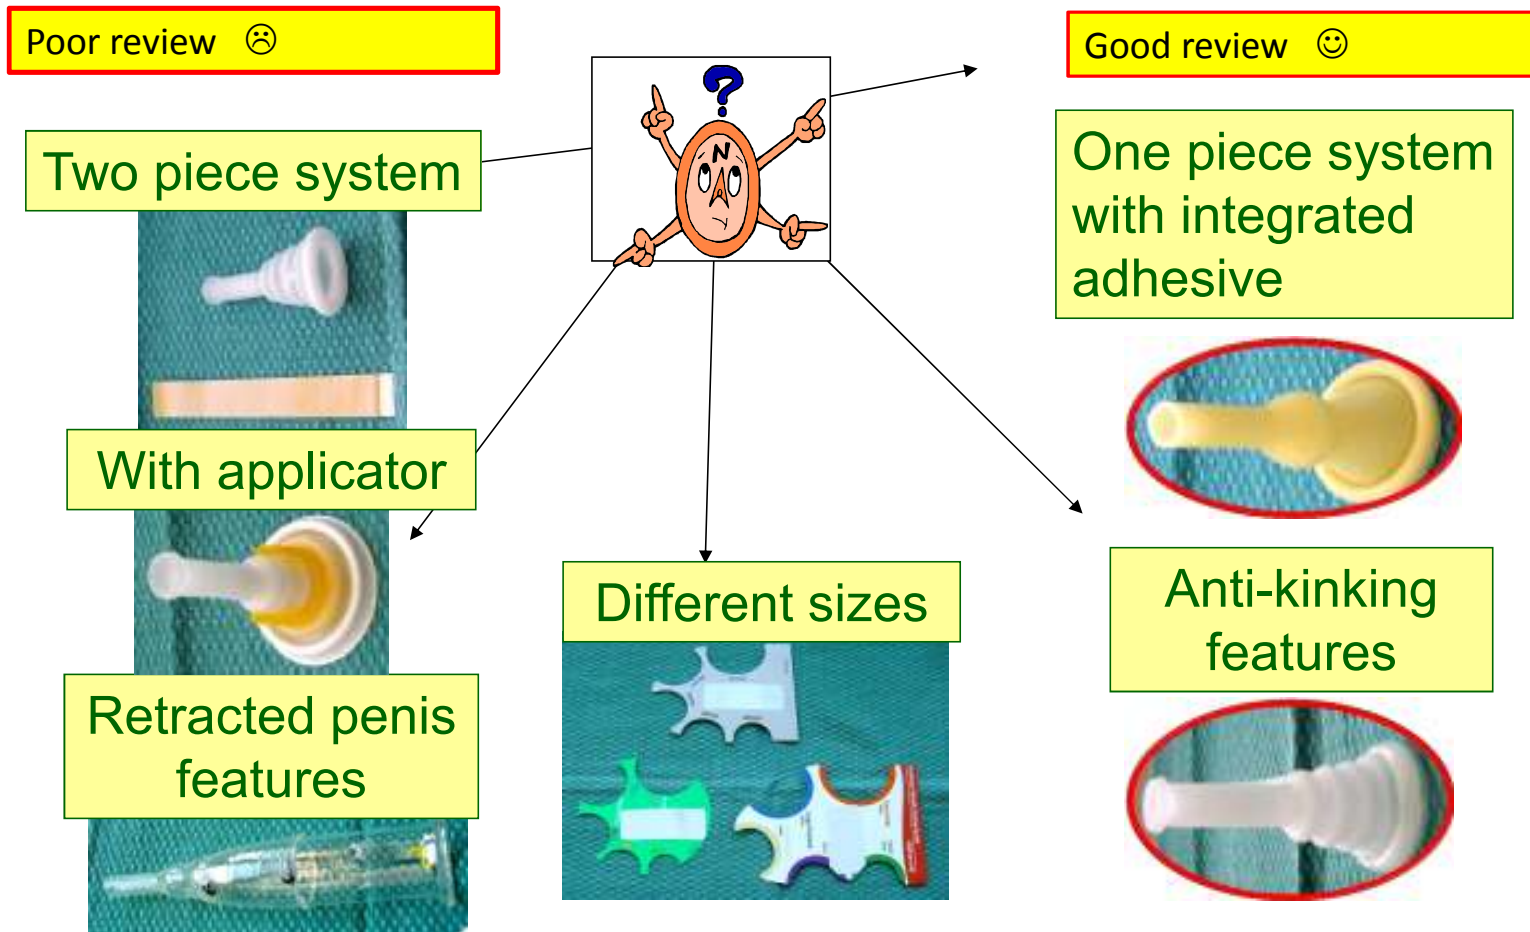 Poor review ☹
Good review ☺
?
N
Two piece system
One piece system
with integrated
adhesive
With applicator
Different sizes
Anti-kinking
features
Retracted penis
features